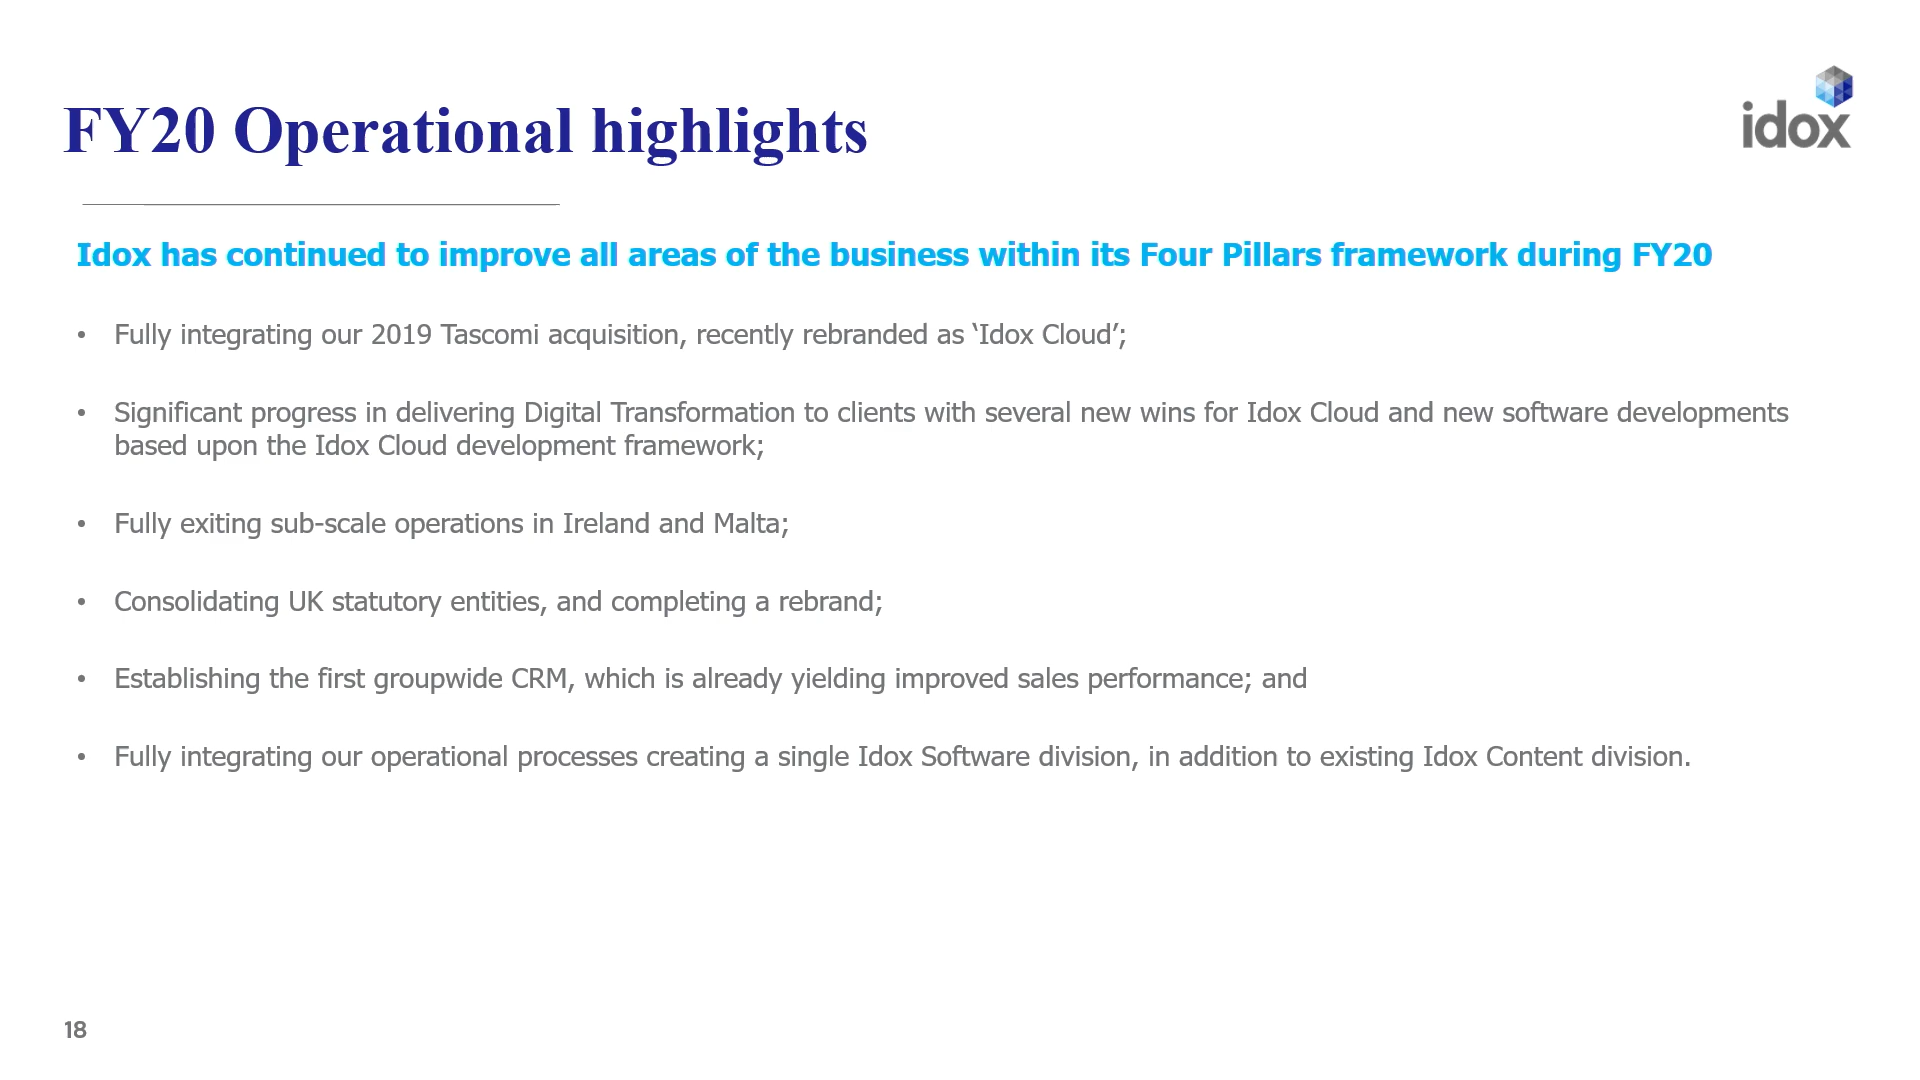 FY20 Operational highlights
idox
Idox has continued to improve all areas of the business within its Four Pillars framework during FY20
• Fully integrating our 2019 Tascomi acquisition, recently rebranded as ‘Idox Cloud’;
• Significant progress in delivering Digital Transformation to clients with several new wins for Idox Cloud and new software developments
based upon the Idox Cloud development framework;
• Fully exiting sub-scale operations in Ireland and Malta;
• Consolidating UK statutory entities, and completing a rebrand;
• Establishing the first groupwide CRM, which is already yielding improved sales performance; and
• Fully integrating our operational processes creating a single Idox Software division, in addition to existing Idox Content division.
18